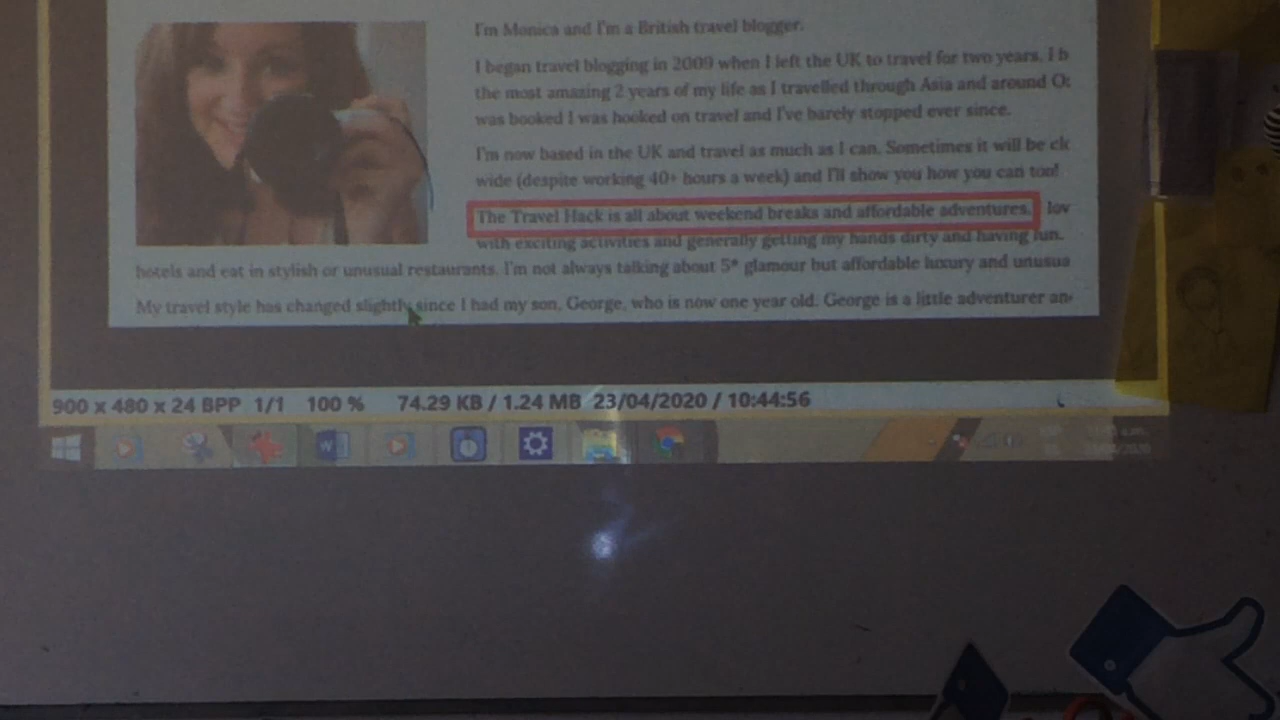 I'm Monica and I'm a British travel blogger.
I began travel blogging in 2009 when I left the UK to travel for two years. I b
the most amazing 2 years of my life as I travelled through Asia and around Oc
was booked I was hooked on travel and I've barely stopped ever since.
I'm now based in the UK and travel as much as I can. Sometimes it will be ck
wide (despite working 40+ hours a week) and I'll show you how you can too!
The Travel Hack is all about weekend breaks and affordable adventures. I lov
with exciting activities and generally getting my hands dirty and having fun.
hotels and eat in stylish or unusual restaurants. I'm not always talking about 5* glamour but affordable luxury and unusua
My travel style has changed slightly since I had my son, George, who is now one year old. George is a little adventurer an
900 x 480 x 24 BPP 1/1 100 % 74.29 KB / 1.24 MB 23/04/2020 / 10:44:56